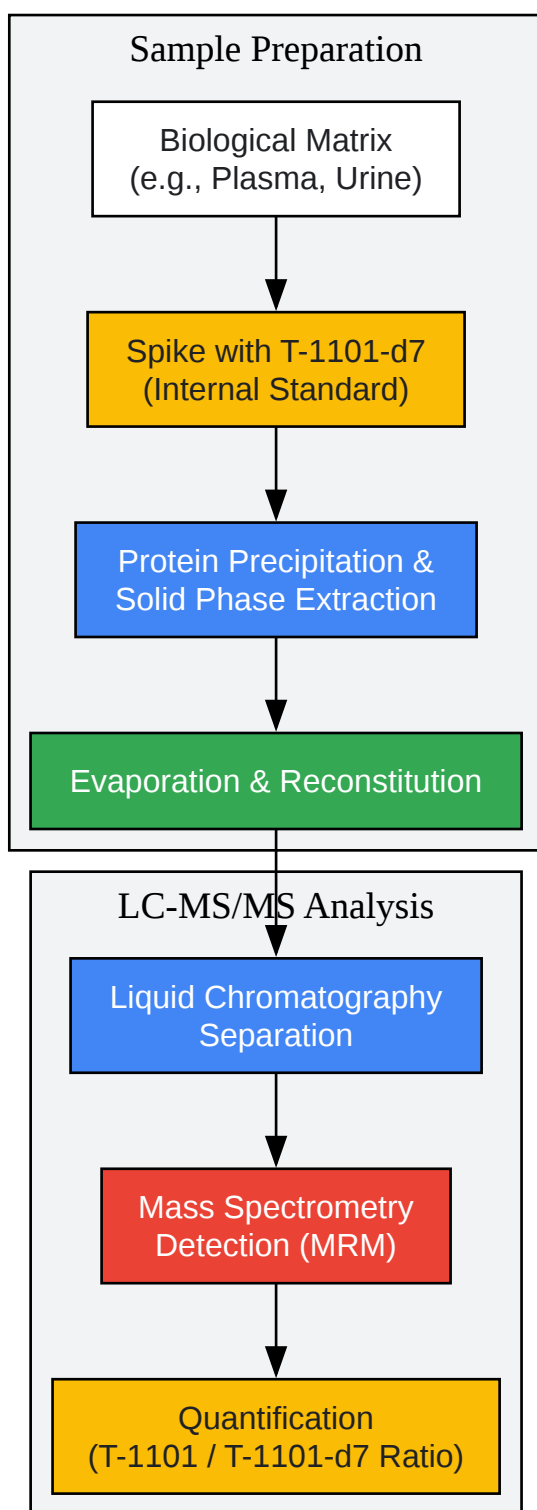 Sample Preparation
Biological Matrix
(e.g., Plasma, Urine)
Spike with T-1101-d7
(Internal Standard)
Protein Precipitation &
Solid Phase Extraction
Evaporation & Reconstitution
LC-MS/MS Analysis
Liquid Chromatography
Separation
Mass Spectrometry
Detection (MRM)
Quantification
(T-1101 / T-1101-d7 Ratio)